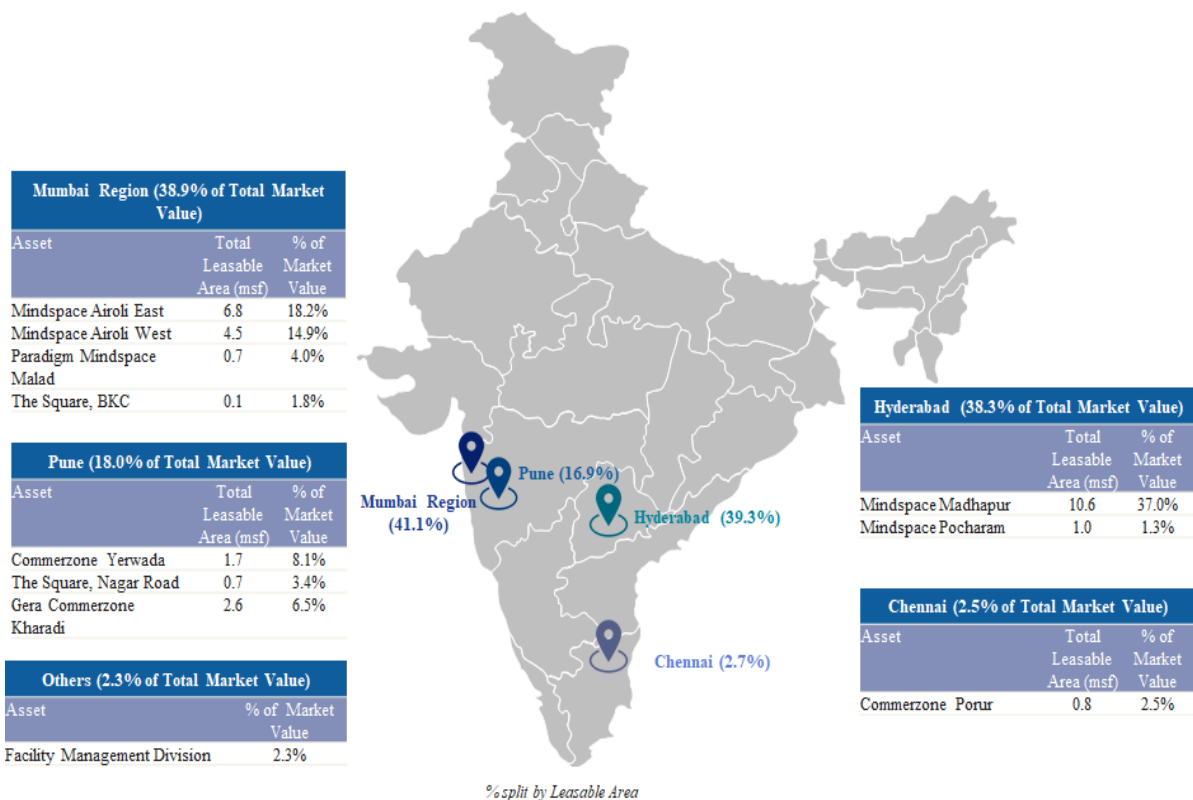 Mumbai Region (38.9% of Total Market
Value)
Asset Total % of
Leasable Market
Area (msf) Value
Mindspace Airoli East 6.8 18.2%
Mindspace Airoli West 4.5 14.9%
Paradigm Mindspace 0.7 4.0%
Malad
The Square, BKC 0.1 1.8%
Pune (18.0% of Total Market Value)
Asset Total % of
Leasable Market
Area (msf) Value
Commerzone Yerwada 1.7 8.1%
The Square, Nagar Road 0.7 3.4%
Gera Commerzone 2.6 6.5%
Kharadi
Others (2.3% of Total Market Value)
Asset % of Market
Value
Facility Management Division 2.3%
Pune (16.9%)
Mumbai Region
(41.1%)
Hyderabad (39.3%)
Chennai (2.7%)
Hyderabad (38.3% of Total Market Value)
Asset Total % of
Leasable Market
Area (msf) Value
Mindspace Madhapur 10.6 37.0%
Mindspace Pocharam 1.0 1.3%
Chennai (2.5% of Total Market Value)
Asset Total % of
Leasable Market
Area (msf) Value
Commerzone Porur 0.8 2.5%
% split by Leasable Area